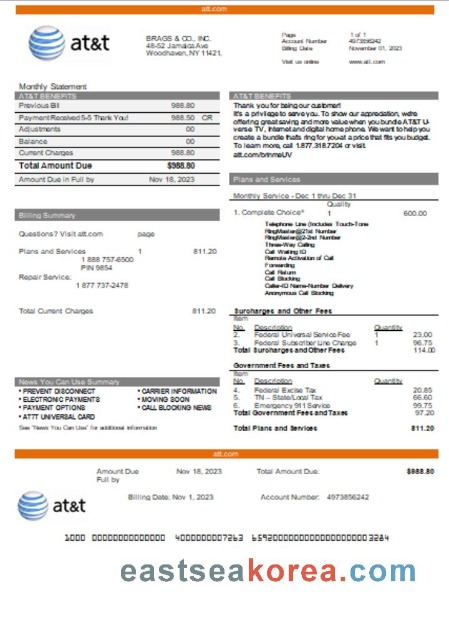 att.com
at&t
BRAGS & CO., INC.
48-52 Jamaica Ave
Woodhaven, NY 11421,
Page 1 of 1
Account Number 4973856242
Billing Date November 01, 2023
Visit us online www.att.com
Monthly Statement
AT&T BENEFITS
Previous Bill 988.80
Payment Received 5-5 Thank You! 988.50 CR
Adjustments 00
Balance 00
Current Charges 988.80
Total Amount Due $988.80
Amount Due in Full by Nov 18, 2023
Billing Summary
Questions? Visit att.com page
Plans and Services 1 811.20
1 888 757-6500
PIN 9854
Repair Service:
1 877 737-2478
Total Current Charges 811.20
News You Can Use Summary
• PREVENT DISCONNECT • CARRIER INFORMATION
• ELECTRONIC PAYMENTS • MOVING SOON
• PAYMENT OPTIONS • CALL BLOCKING NEWS
• AT7T UNIVERSAL CARD
See 'News You Can Use' for additional information
AT&T BENEFITS
Thank you for being our customer!
It's a privilege to serve you. To show our appreciation, we're
offering great saving and more value when you bundle AT&T U-
verse TV, Internet and digital home phone. We want to help you
create a bundle that's ring for you at a price that fits you budget.
To learn more, call 1.877.318.7204 or visit
att.com/brinmeUV
Plans and Services
Monthly Service - Dec 1 thru Dec 31
Quality
1. Complete Choice® 1 600.00
Telephone Line (Includes Touch-Tone
RingMaster@21st Number
RingMaster@2-2nd Number
Three-Way Calling
Call Waiting ID
Remote Activation of Call
Forwarding
Call Return
Call Blocking
Caller-ID Name-Number Delivery
Anonymous Call Blocking
Surcharges and Other Fees
Item
No. Description Quantity
2. Federal Universal Service Fee 1 23,00
3. Federal Subscriber Line Change 1 96.75
Total Surcharges and Other Fees 114.00
Government Fees and Taxes
Item
No. Description Quantity
4. Federal Excise Tax 20.85
5. TN – State/Local Tax 66.60
6. Emergency 911 Service 99.75
Total Government Fees and Taxes 97.20
Total Plans and Services 811.20
att.com
Amount Due Nov 18, 2023 Total Amount Due: $988.80
Full by
at&t
Billing Date: Nov 1, 2023 Account Number: 4973856242
eastseakorea.com